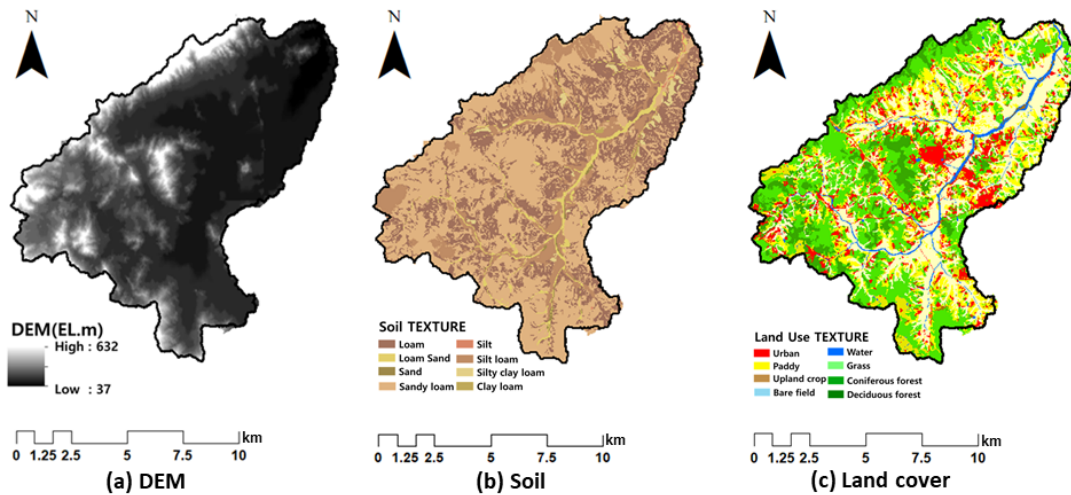 N
DEM(EL.m)
High : 632
Low : 37
0 1.25 2.5 5 7.5 10 km
(a) DEM
N
Soil TEXTURE
Loam Silt
Loam Sand Silt loam
Sand Silty clay loam
Sandy loam Clay loam
0 1.25 2.5 5 7.5 10 km
(b) Soil
N
Land Use TEXTURE
Urban Water
Paddy Grass
Upland crop Coniferous forest
Bare field Deciduous forest
0 1.25 2.5 5 7.5 10 km
(c) Land cover